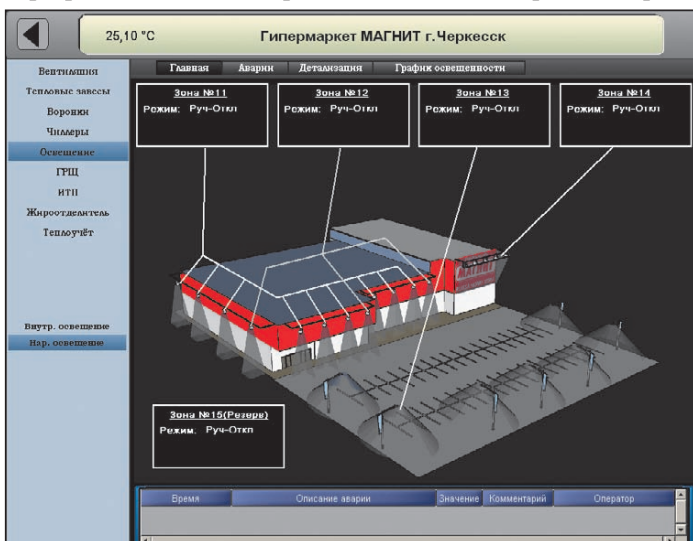 25,10 °C
Гипермаркет МАГНИТ г.Черкесск
Главная Аварии Детализация График освещенности
Вентиляция
Тепловые завесы
Воронки
Чиллеры
Освещение
ГРЩ
ИТП
Жироотделитель
Теплоучёт
Внутр. освещение
Нар. освещение
Зона №11
Режим: Руч-Откл
Зона №12
Режим: Руч-Откл
Зона №13
Режим: Руч-Откл
Зона №14
Режим: Руч-Откл
МАГНИТ
Зона №15(Резерв)
Режим: Руч-Откл
Время Описание аварии Значение Комментарий Оператор